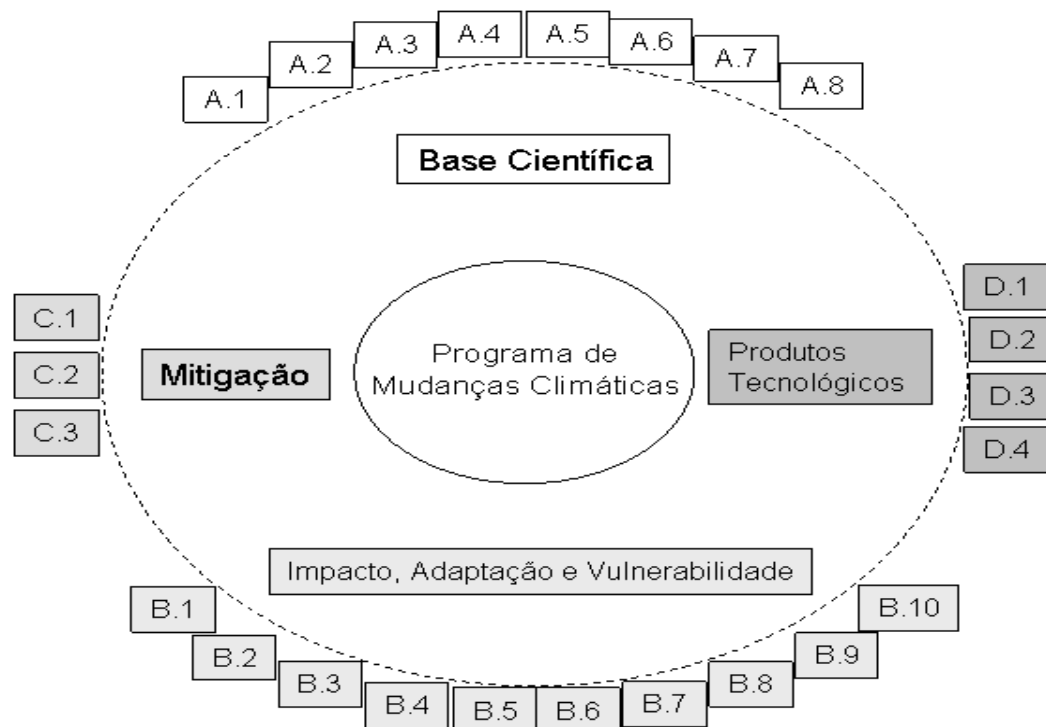 A.1
A.2
A.3
A.4
A.5
A.6
A.7
A.8
Base Científica
C.1
C.2
C.3
Mitigação
Programa de
Mudanças Climáticas
Produtos
Tecnológicos
D.1
D.2
D.3
D.4
Impacto, Adaptação e Vulnerabilidade
B.1
B.2
B.3
B.4
B.5
B.6
B.7
B.8
B.9
B.10